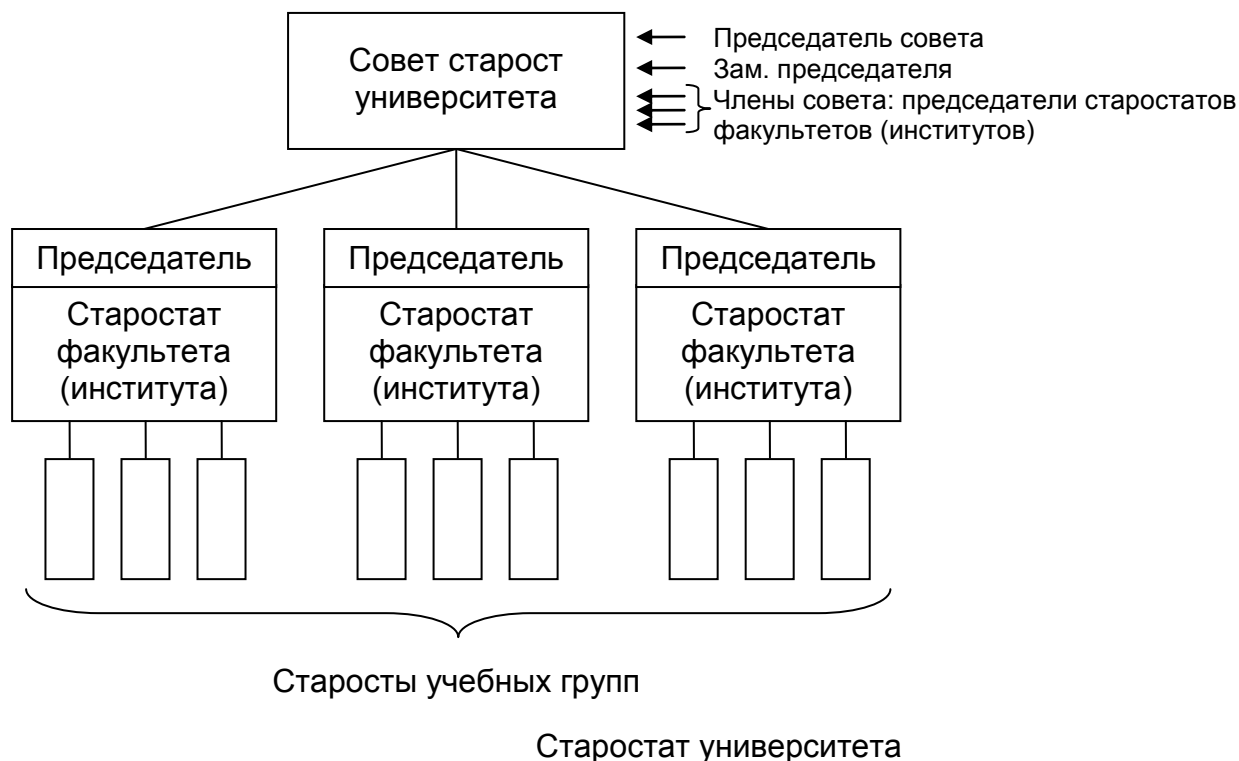 Совет старост
университета
Председатель совета
Зам. председателя
Члены совета: председатели старостатов
факультетов (институтов)
Председатель
Старостат
факультета
(института)
Председатель
Старостат
факультета
(института)
Председатель
Старостат
факультета
(института)
Старосты учебных групп
Старостат университета